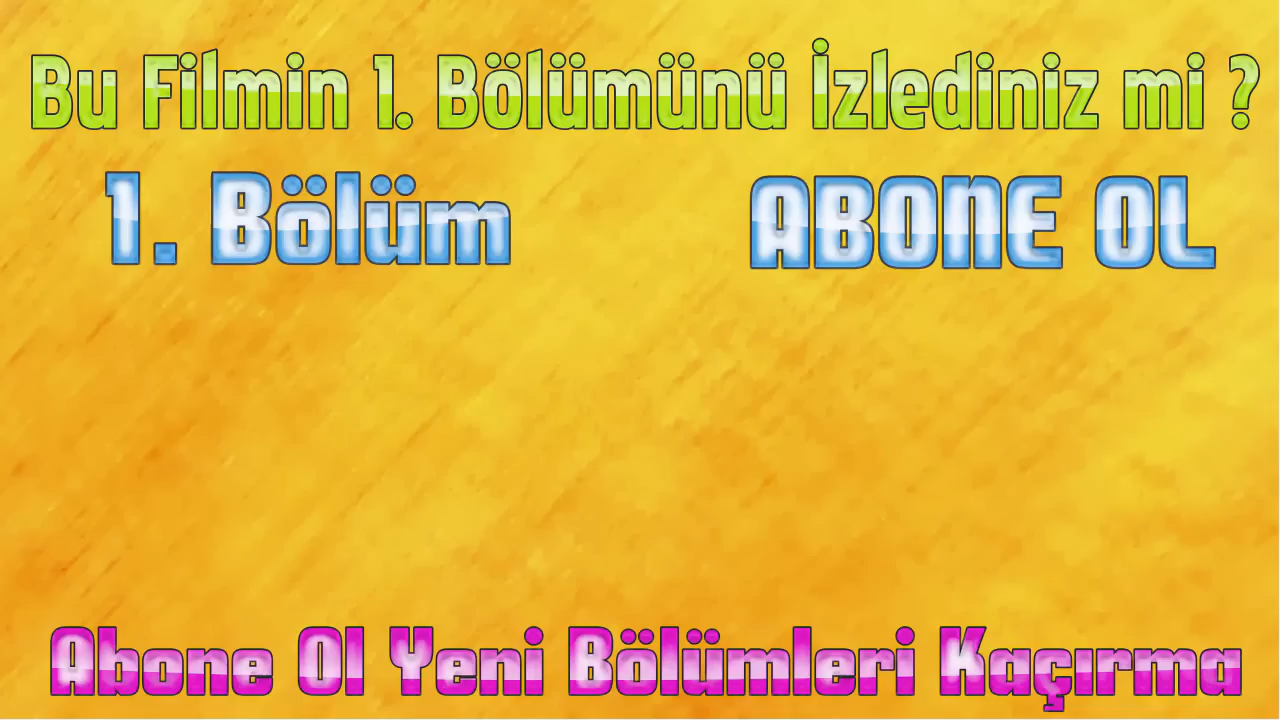 Bu Filmin 1. Bölümünü İzlediniz mi ?
1. Bölüm ABONE OL
Abone Ol Yeni Bölümleri Kaçırma